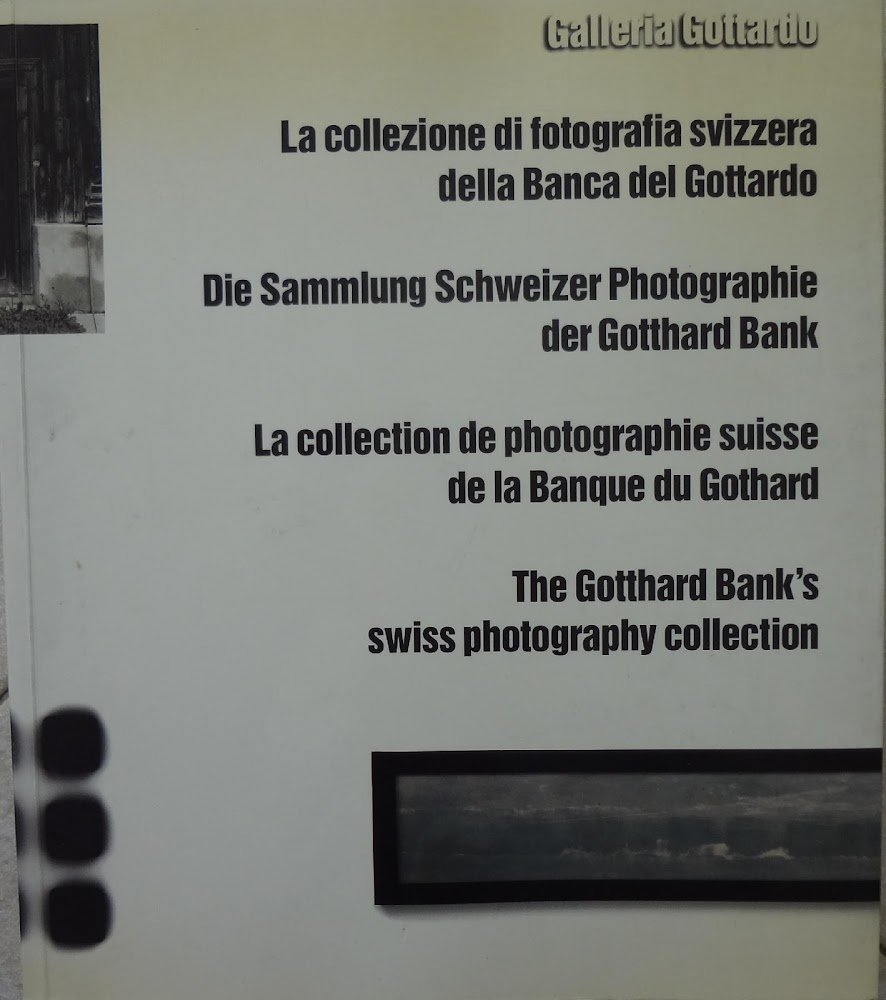 Galleria Gottardo
La collezione di fotografia svizzera
della Banca del Gottardo
Die Sammlung Schweizer Photographie
der Gotthard Bank
La collection de photographie suisse
de la Banque du Gothard
The Gotthard Bank's
swiss photography collection